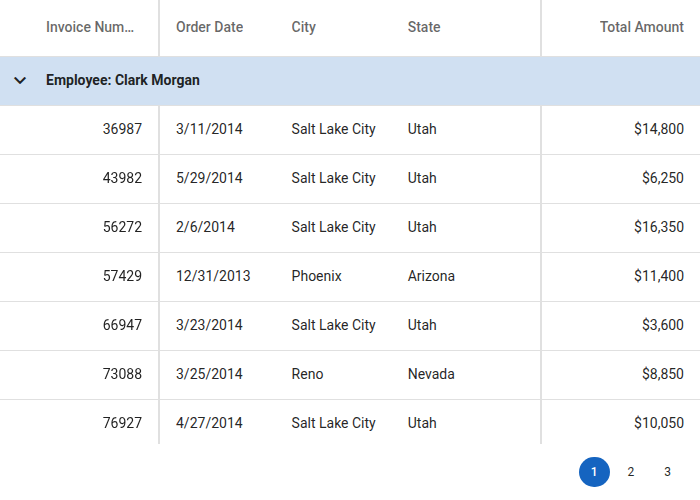 Invoice Num... Order Date City State Total Amount
Employee: Clark Morgan
36987 3/11/2014 Salt Lake City Utah $14,800
43982 5/29/2014 Salt Lake City Utah $6,250
56272 2/6/2014 Salt Lake City Utah $16,350
57429 12/31/2013 Phoenix Arizona $11,400
66947 3/23/2014 Salt Lake City Utah $3,600
73088 3/25/2014 Reno Nevada $8,850
76927 4/27/2014 Salt Lake City Utah $10,050
1 2 3